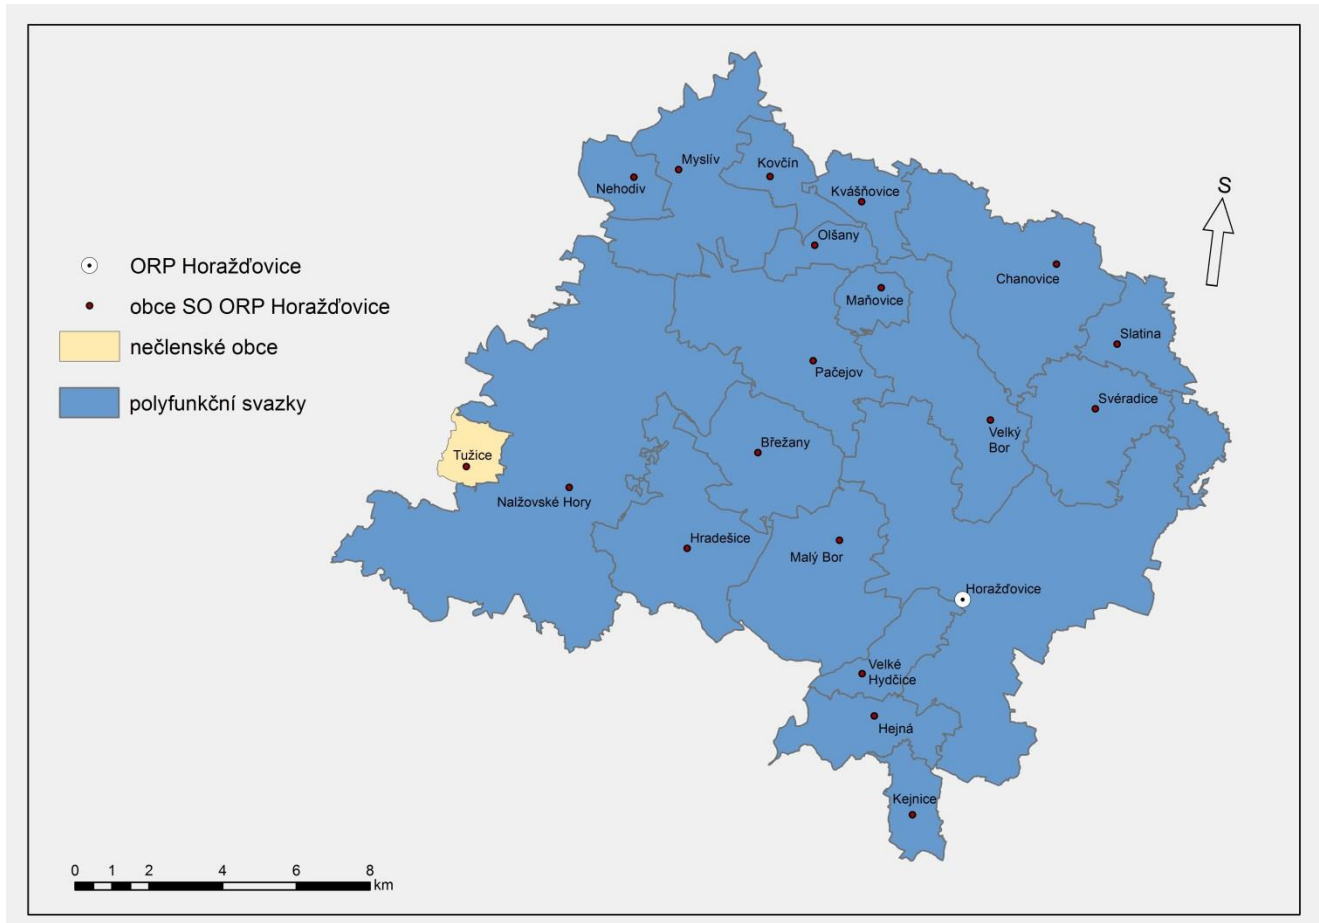 Myslív
Kovčín
Nehodiv
Kvášňovice
S
Olšany
ORP Horažďovice
Chanovice
obce SO ORP Horažďovice
Maňovice
nečlenské obce
Slatina
Pačejov
polyfunkční svazky
Svéradice
Velký
Bor
Břežany
Tužice
Nalžovské Hory
Hradešice
Malý Bor
Horažďovice
Velké
Hydčice
Hejná
Kejnice
0 1 2 4 6 8
km